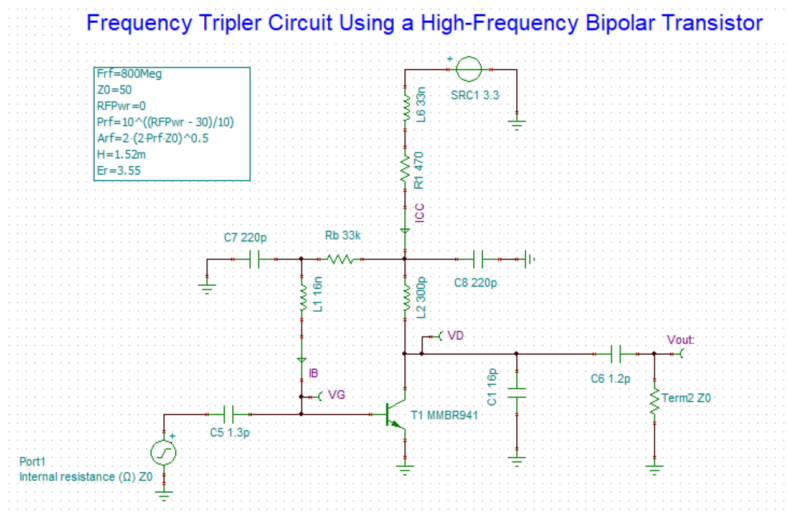 Frequency Tripler Circuit Using a High-Frequency Bipolar Transistor
Frf=800Meg
Z0=50
RFPwr=0
Prf=10^((RFPwr - 30)/10)
Arf=2·(2·Prf·Z0)^0.5
H=1.52m
Er=3.55
+
SRC1 3.3
L6 33n
R1 470
ICC
C7 220p
Rb 33k
C8 220p
L1 16n
L2 300p
VD
Vout:
IB
VG
C6 1.2p
C1 16p
Term2 Z0
T1 MMBR941
C5 1.3p
+
Port1
Internal resistance (Ω) Z0